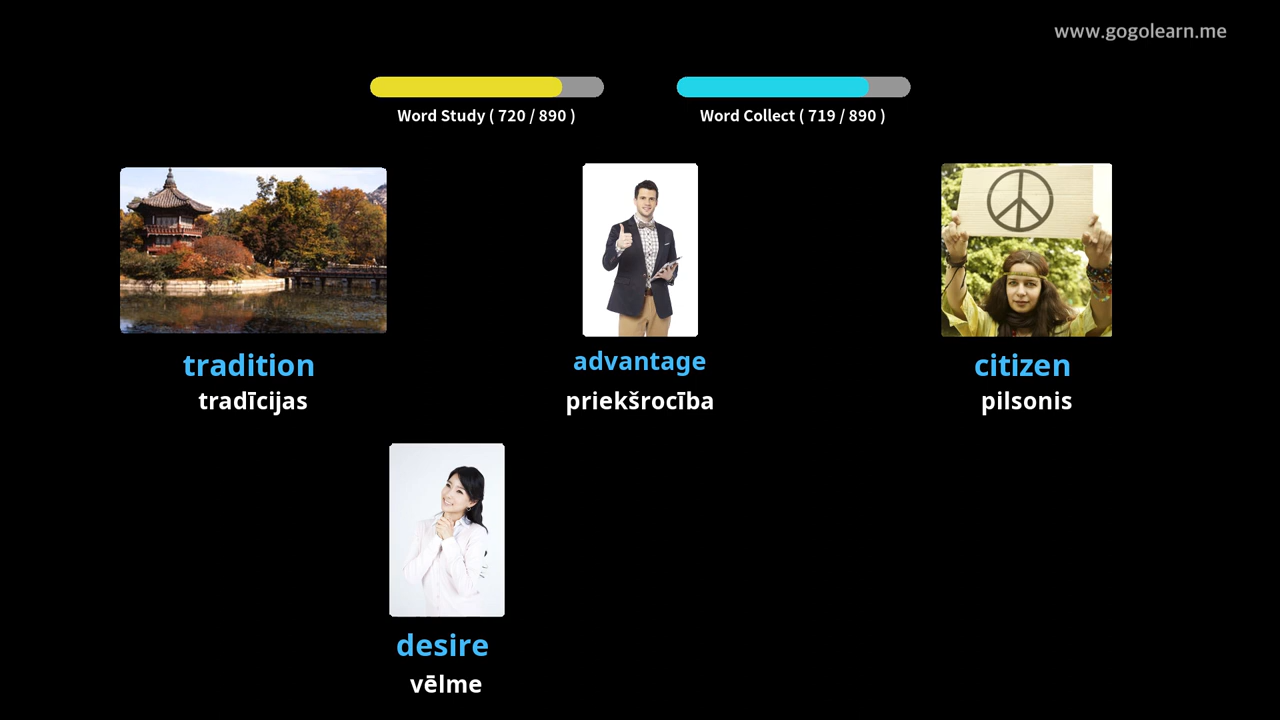 www.gogolearn.me
Word Study ( 720 / 890 )
Word Collect ( 719 / 890 )
tradition
tradīcijas
advantage
priekšrocība
citizen
pilsonis
desire
vēlme